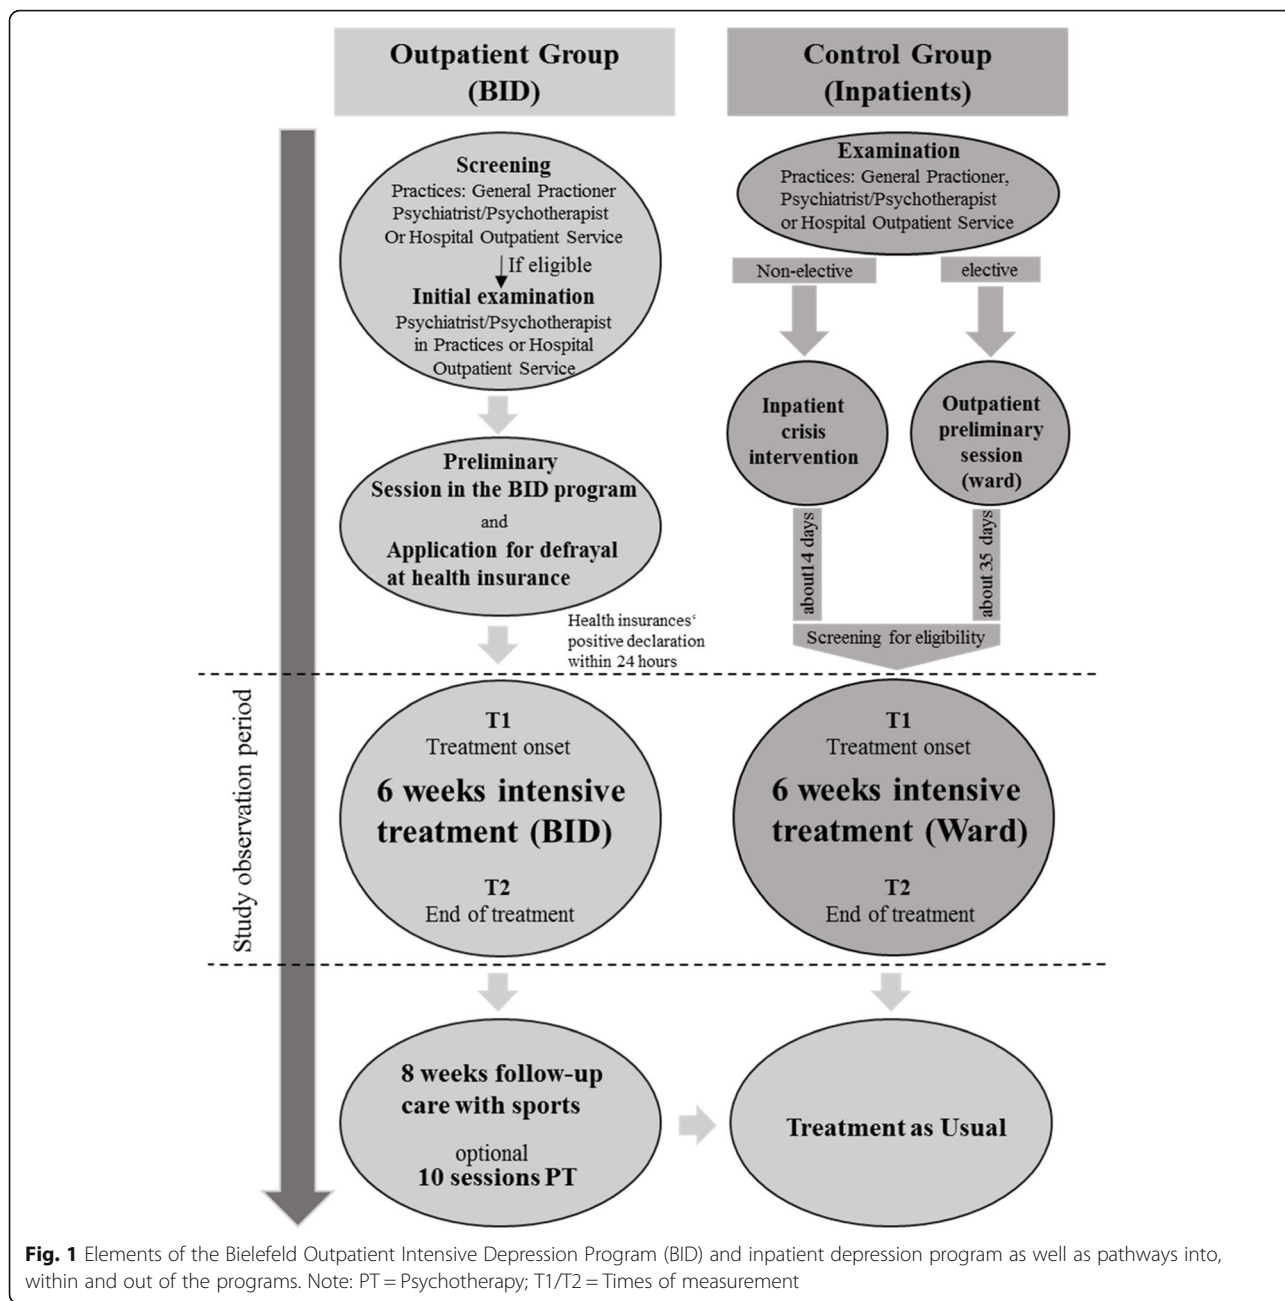 Outpatient Group
(BID)
Control Group
(Inpatients)
Screening
Practices: General Practioner
Psychiatrist/Psychotherapist
Or Hospital Outpatient Service
If eligible
Initial examination
Psychiatrist/Psychotherapist
in Practices or Hospital
Outpatient Service
Examination
Practices: General Practioner,
Psychiatrist/Psychotherapist
or Hospital Outpatient Service
Non-elective
elective
Inpatient
crisis
intervention
Outpatient
preliminary
session
(ward)
Preliminary
Session in the BID program
and
Application for defrayal
at health insurance
about14 days
about 35 days
Health insurances‘
positive declaration
within 24 hours
Screening for eligibility
Study observation period
T1
Treatment onset
6 weeks intensive
treatment (BID)
T2
End of treatment
T1
Treatment onset
6 weeks intensive
treatment (Ward)
T2
End of treatment
8 weeks follow-up
care with sports
optional
10 sessions PT
Treatment as Usual
Fig. 1 Elements of the Bielefeld Outpatient Intensive Depression Program (BID) and inpatient depression program as well as pathways into,
within and out of the programs. Note: PT = Psychotherapy; T1/T2 = Times of measurement